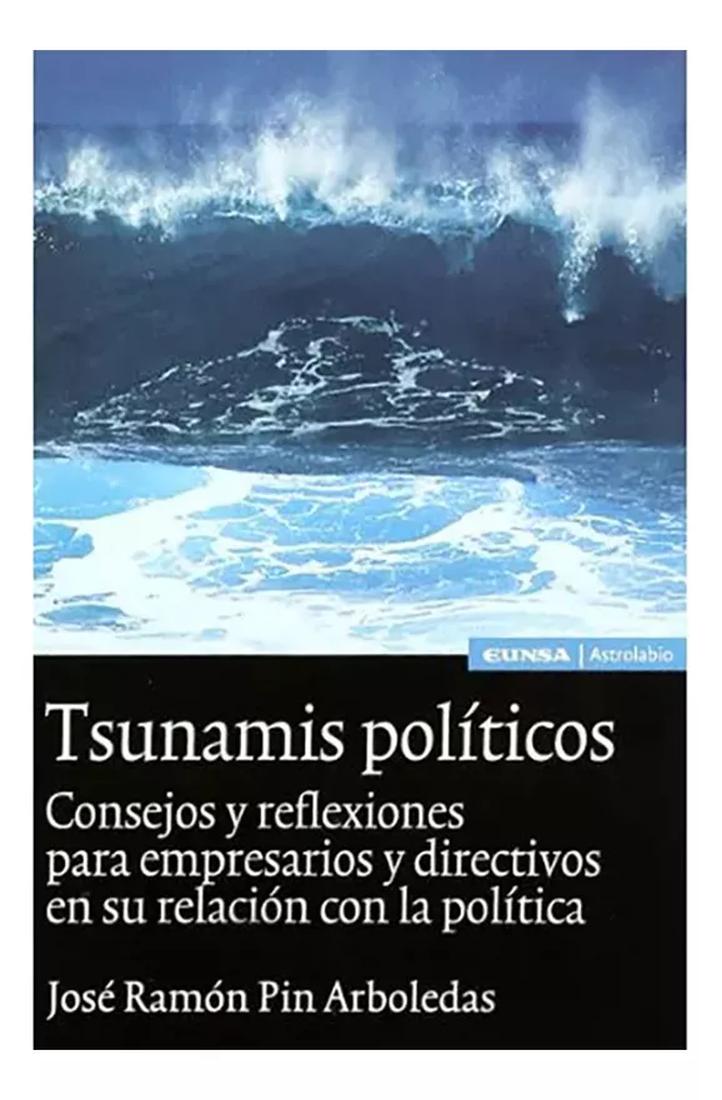 EUNSA | Astrolabio
Tsunamis políticos
Consejos y reflexiones
para empresarios y directivos
en su relación con la política
José Ramón Pin Arboledas